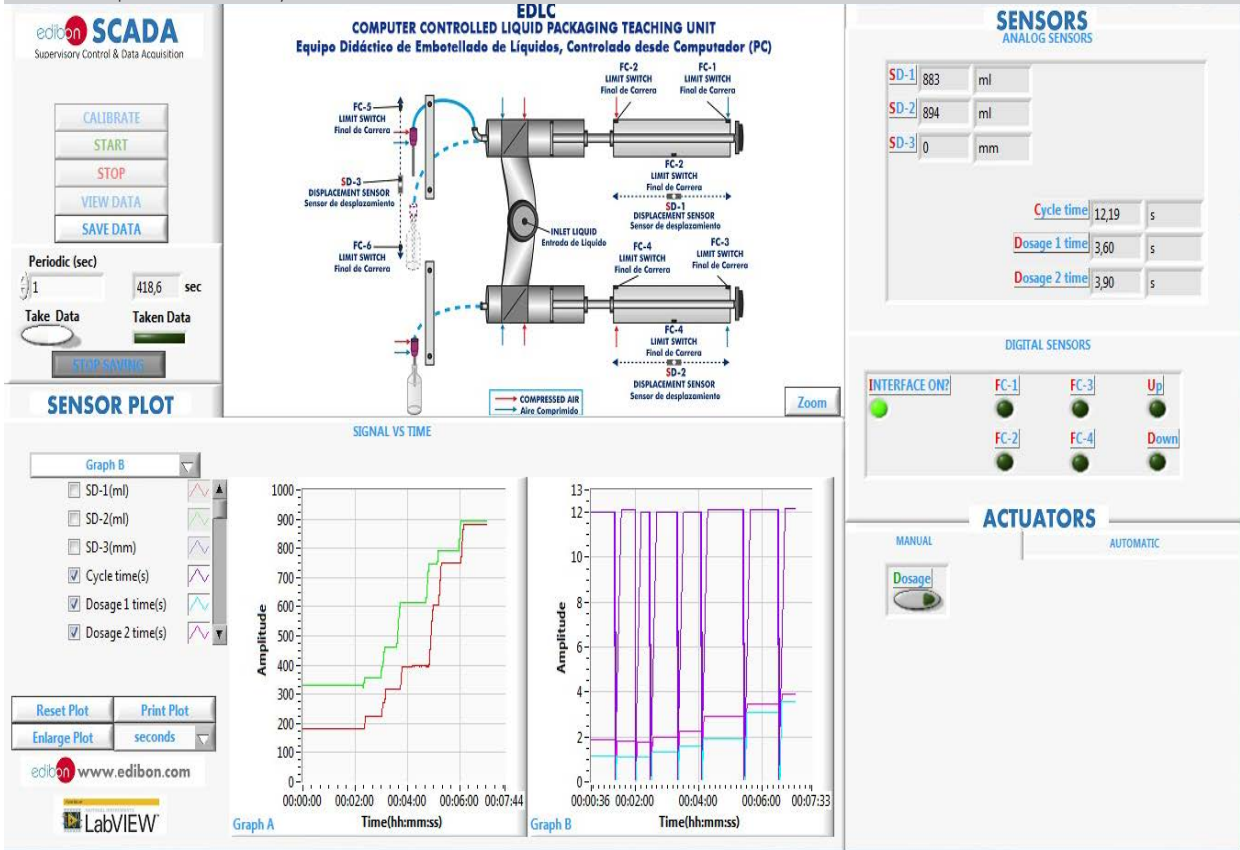 edibon SCADA
Supervisory Control & Data Acquisition
CALIBRATE
START
STOP
VIEW DATA
SAVE DATA
Periodic (sec)
1
418,6 sec
Take Data
Taken Data
STOP SAVING
EDLC
COMPUTER CONTROLLED LIQUID PACKAGING TEACHING UNIT
Equipo Didáctico de Embotellado de Líquidos, Controlado desde Computador (PC)
FC-2
LIMIT SWITCH
Final de Carrera
FC-1
LIMIT SWITCH
Final de Carrera
FC-5
LIMIT SWITCH
Final de Carrera
SD-3
DISPLACEMENT SENSOR
Sensor de desplazamiento
FC-6
LIMIT SWITCH
Final de Carrera
FC-2
LIMIT SWITCH
Final de Carrera
SD-1
DISPLACEMENT SENSOR
Sensor de desplazamiento
INLET LIQUID
Entrada de Líquido
FC-4
LIMIT SWITCH
Final de Carrera
FC-3
LIMIT SWITCH
Final de Carrera
FC-4
LIMIT SWITCH
Final de Carrera
SD-2
DISPLACEMENT SENSOR
Sensor de desplazamiento
COMPRESSED AIR
Aire Comprimido
Zoom
SENSORS
ANALOG SENSORS
SD-1 883 ml
SD-2 894 ml
SD-3 0 mm
Cycle time 12,19 s
Dosage 1 time 3,60 s
Dosage 2 time 3,90 s
DIGITAL SENSORS
INTERFACE ON? FC-1 FC-3 Up
FC-2 FC-4 Down
ACTUATORS
MANUAL
AUTOMATIC
Dosage
SENSOR PLOT
SIGNAL VS TIME
Graph B
SD-1(ml)
SD-2(ml)
SD-3(mm)
Cycle time(s)
Dosage 1 time(s)
Dosage 2 time(s)
Reset Plot Print Plot
Enlarge Plot seconds
edibon www.edibon.com
LabVIEW
Amplitude
1000
900
800
700
600
500
400
300
200
100
0
00:00:00 00:02:00 00:04:00 00:06:00 00:07:44
Time(hh:mm:ss)
Graph A
Amplitude
13
12
10
8
6
4
2
0
00:00:36 00:02:00 00:04:00 00:06:00 00:07:33
Time(hh:mm:ss)
Graph B